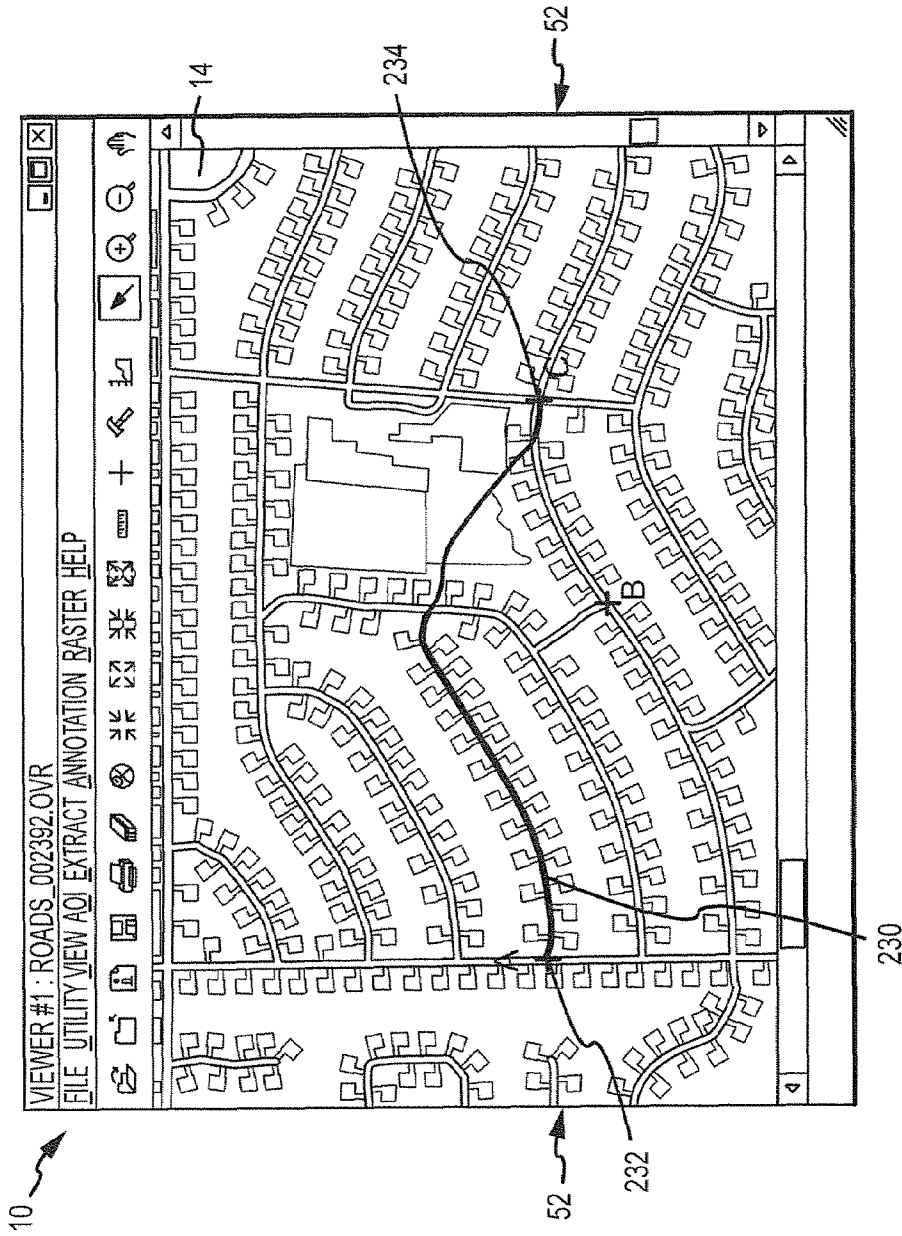 10
VIEWER #1 : ROADS_002392.OVR
FILE UTILITY VIEW AOI EXTRACT ANNOTATION RASTER HELP
14
234
A
52
C
52
232
B
230